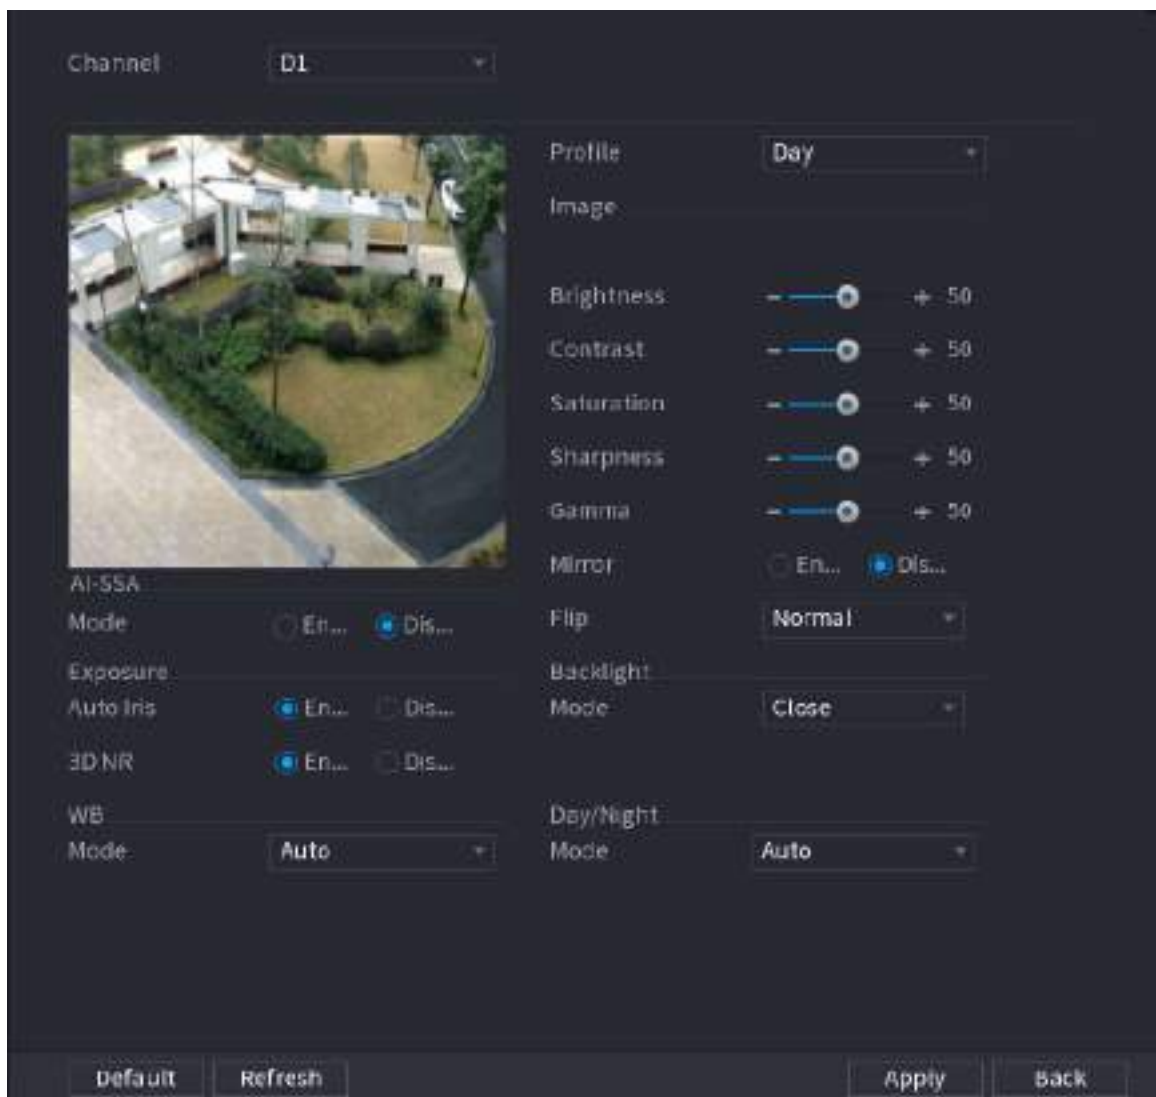 Channel D1
Profile Day
Image
Brightness - + 50
Contrast - + 50
Saturation - + 50
Sharpness - + 50
Gamma - + 50
Mirror En... Dis...
Flip Normal
Backlight
Mode Close
AI-SSA
Mode En... Dis...
Exposure
Auto Iris En... Dis...
3D NR En... Dis...
WB
Mode Auto
Day/Night
Mode Auto
Default Refresh Apply Back